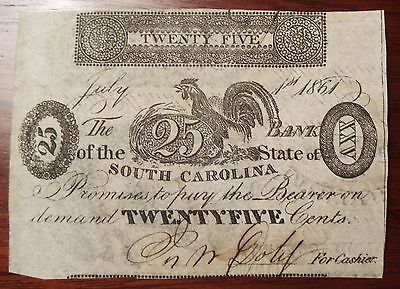 TWENTY FIVE
July 1st 1861
25 The 25 BANK XXV
of the State of
SOUTH CAROLINA
Promises to pay the Bearer on
demand TWENTYFIVE Cents.
For Cashier.